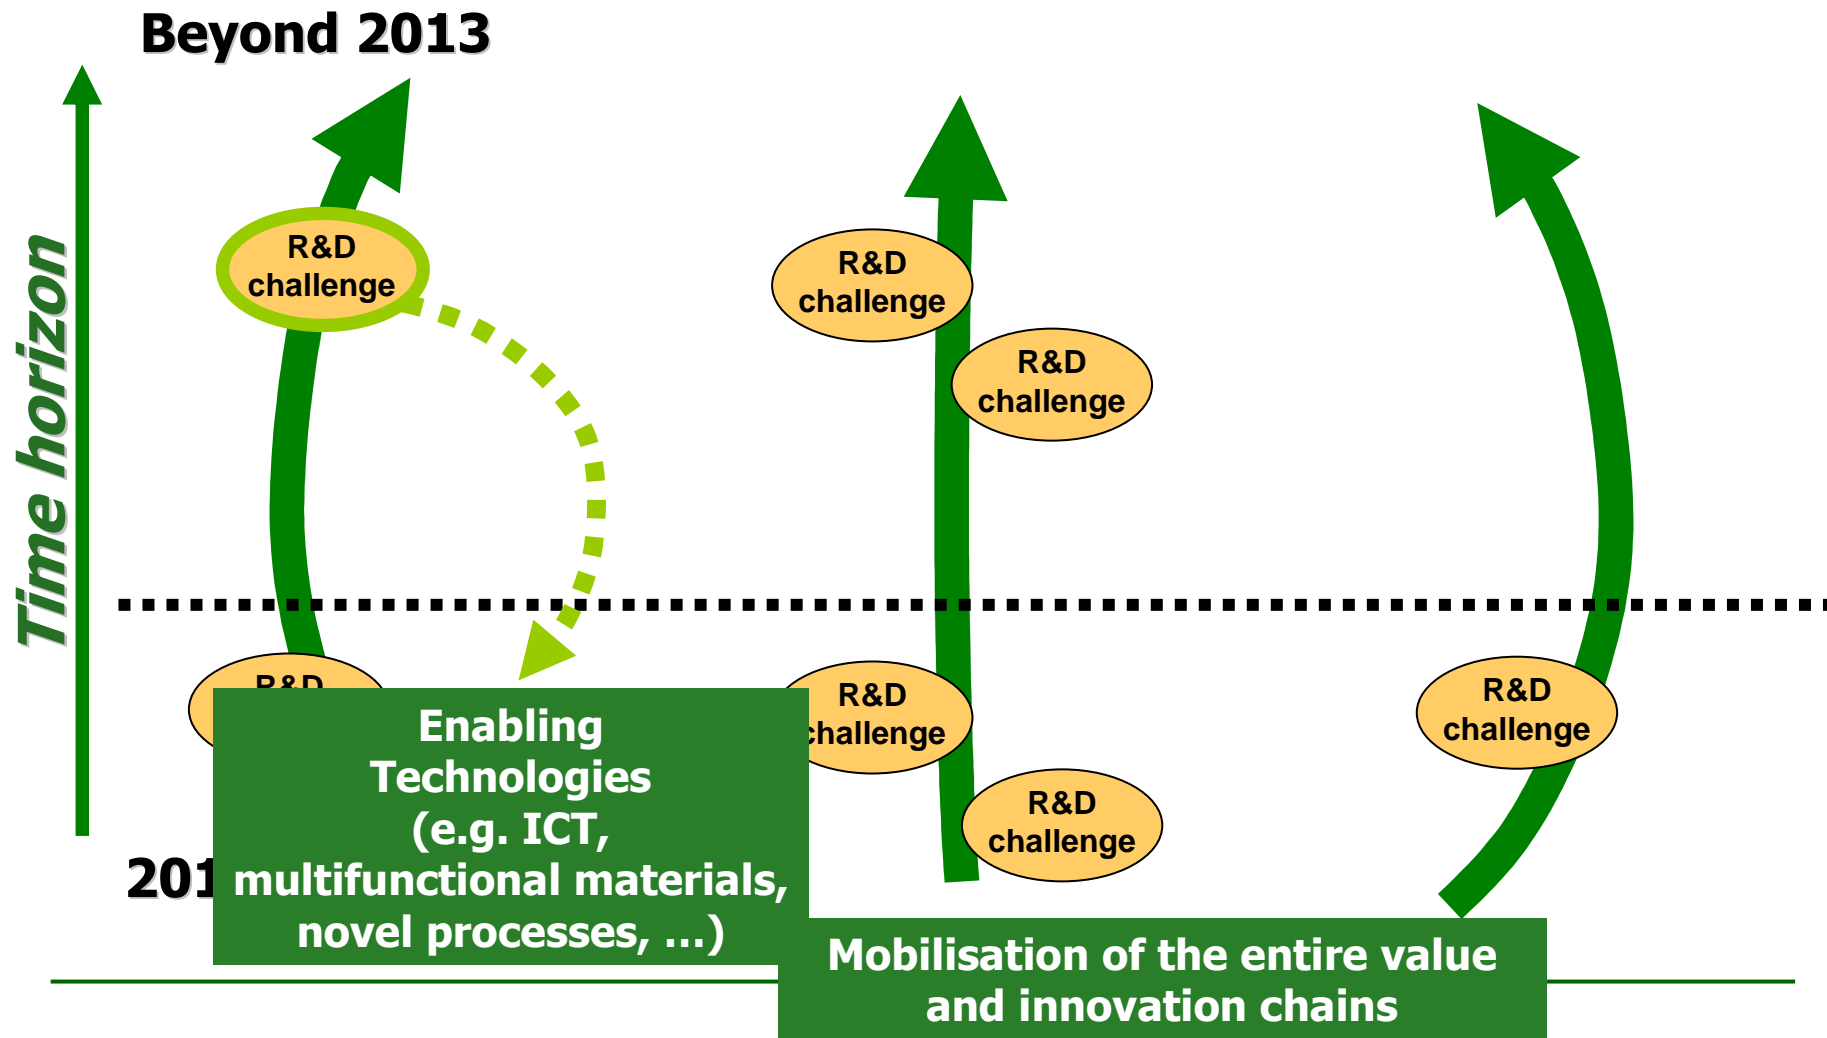 Beyond 2013
Time horizon
R&D
challenge
R&D
challenge
R&D
challenge
R&D
R&D
challenge
R&D
challenge
R&D
challenge
Enabling
Technologies
(e.g. ICT,
multifunctional materials,
novel processes, ...)
Mobilisation of the entire value
and innovation chains